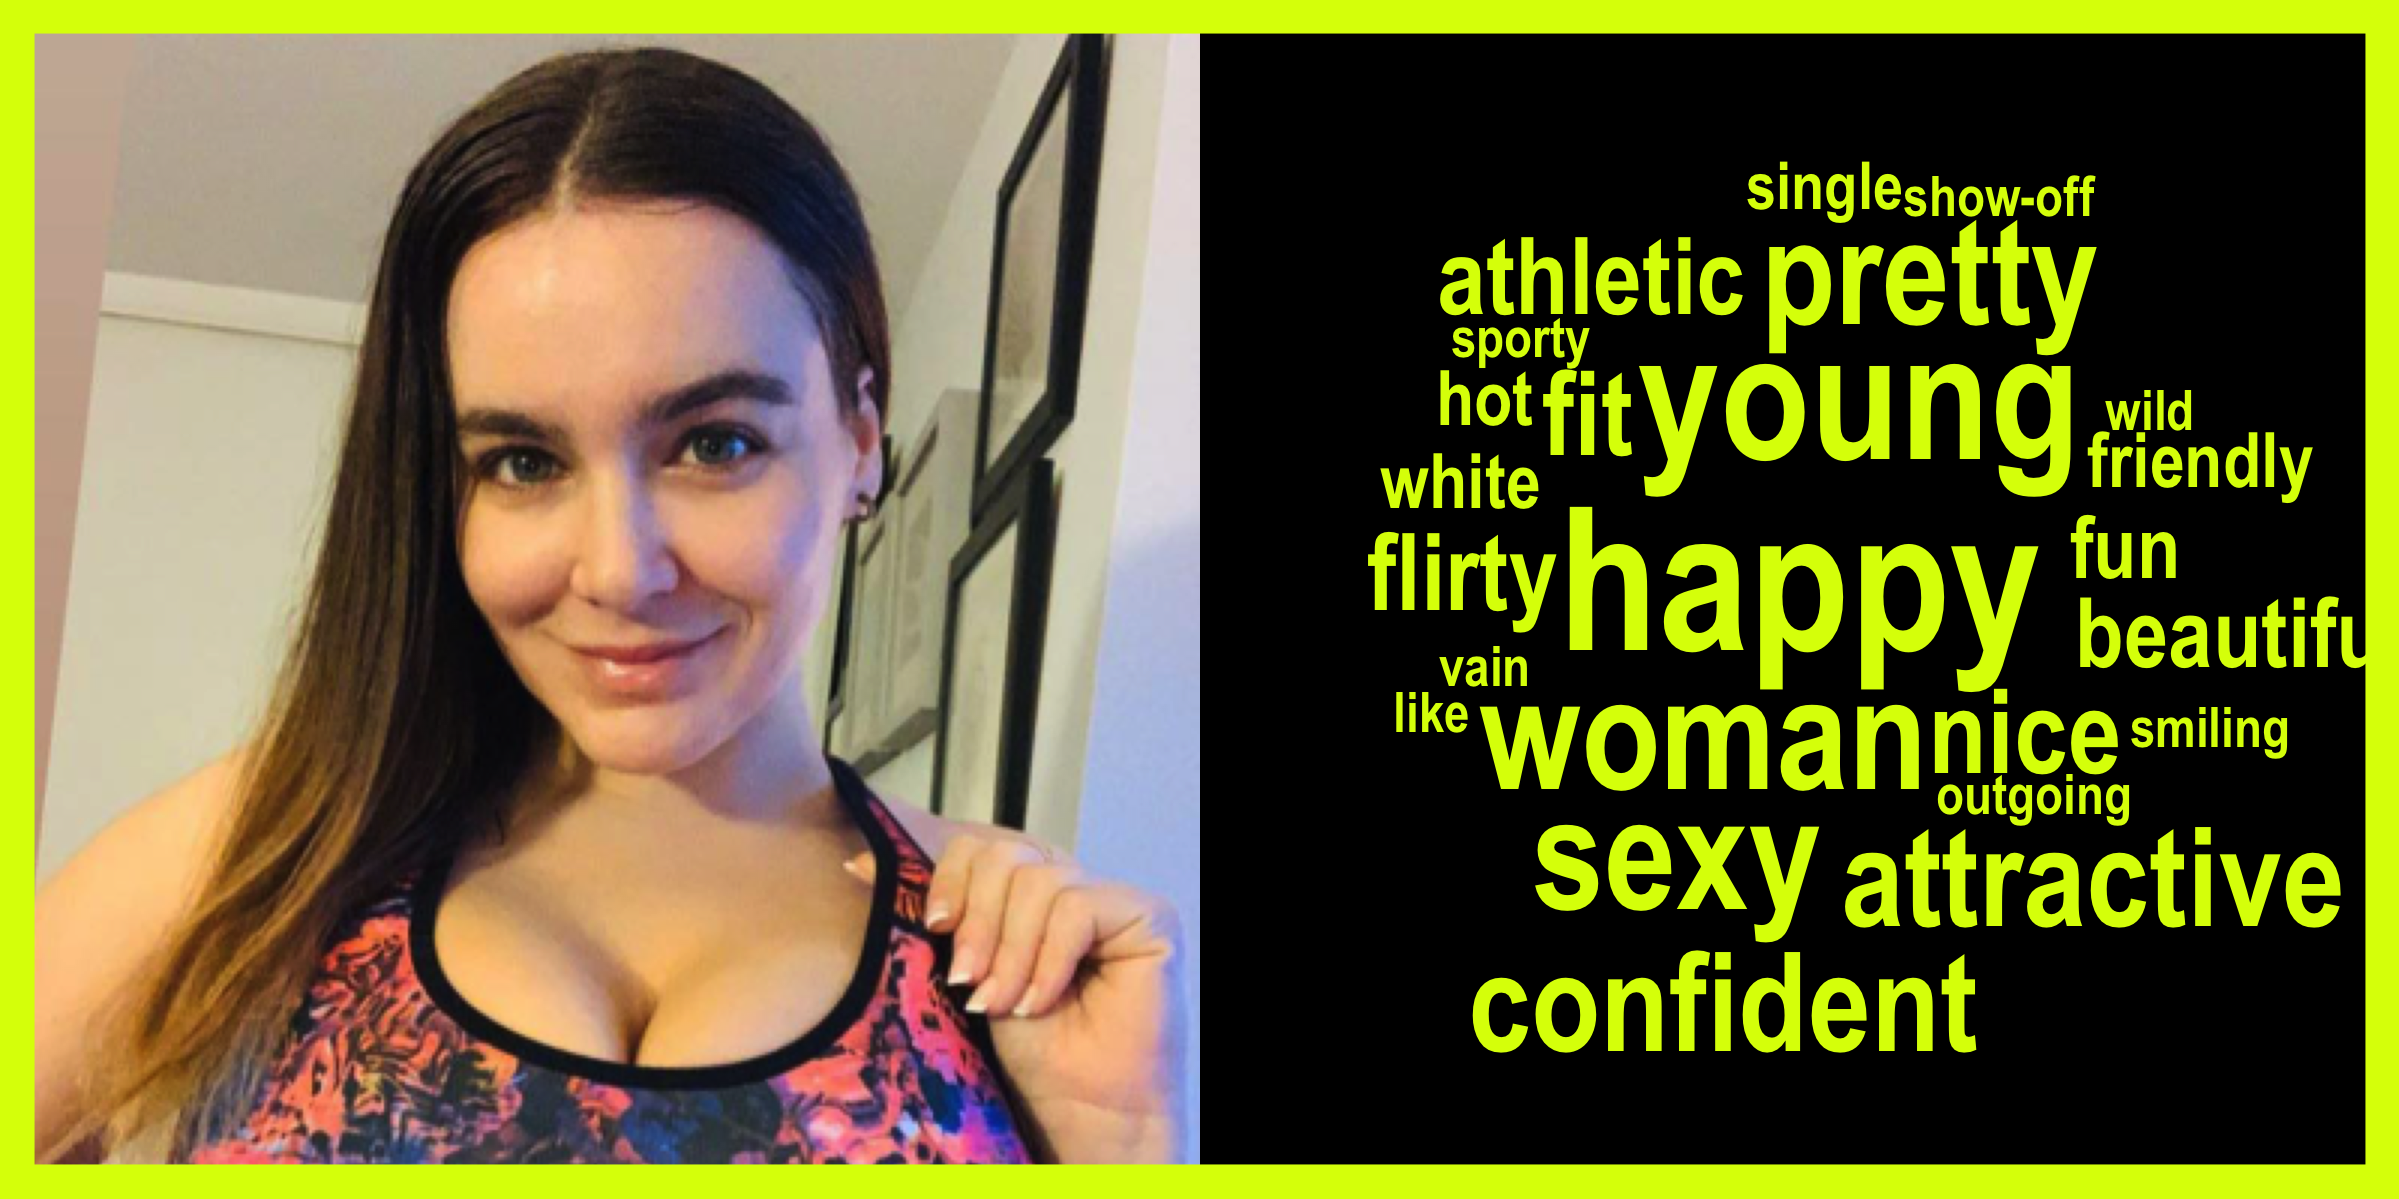 single show-off
athletic pretty
sporty
hot fit young wild
friendly
white
flirty happy fun
beautifu
vain
like woman nice smiling
outgoing
sexy attractive
confident